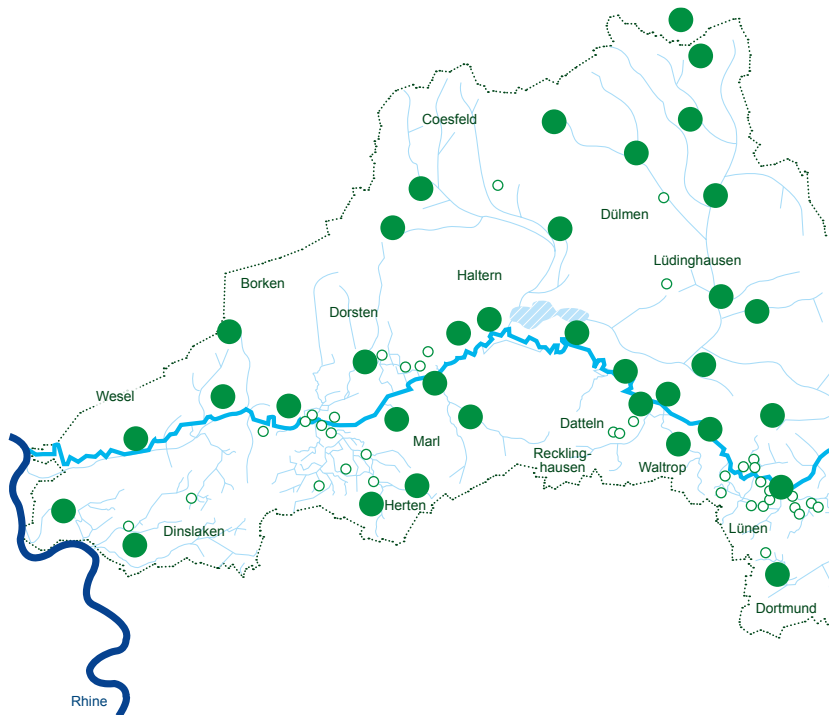 Coesfeld
Dülmen
Lüdinghausen
Haltern
Borken
Dorsten
Wesel
Datteln
Marl
Reckling-
hausen
Waltrop
Herten
Dinslaken
Lünen
Dortmund
Rhine